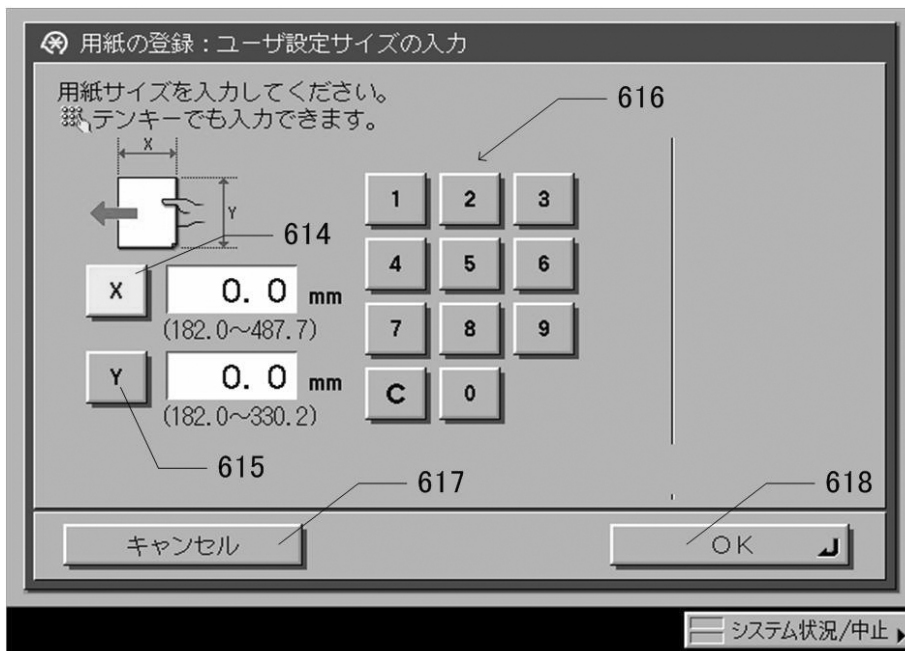 用紙の登録：ユーザ設定サイズの入力
用紙サイズを入力してください。
テンキーでも入力できます。
616
X
Y
614
1 2 3
4 5 6
7 8 9
C 0
X 0. 0 mm
(182.0～487.7)
Y 0. 0 mm
(182.0～330.2)
615
617
618
キャンセル
OK
システム状況/中止